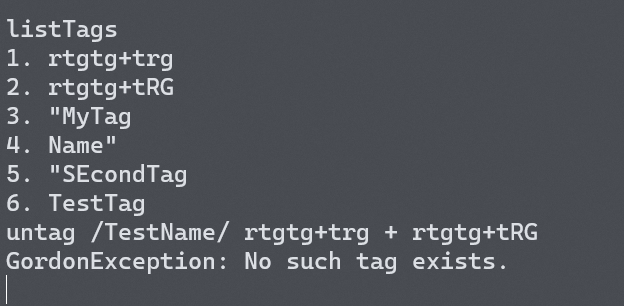 listTags
1. rtgtg+trg
2. rtgtg+tRG
3. "MyTag
4. Name"
5. "SEcondTag
6. TestTag
untag /TestName/ rtgtg+trg + rtgtg+tRG
GordonException: No such tag exists.